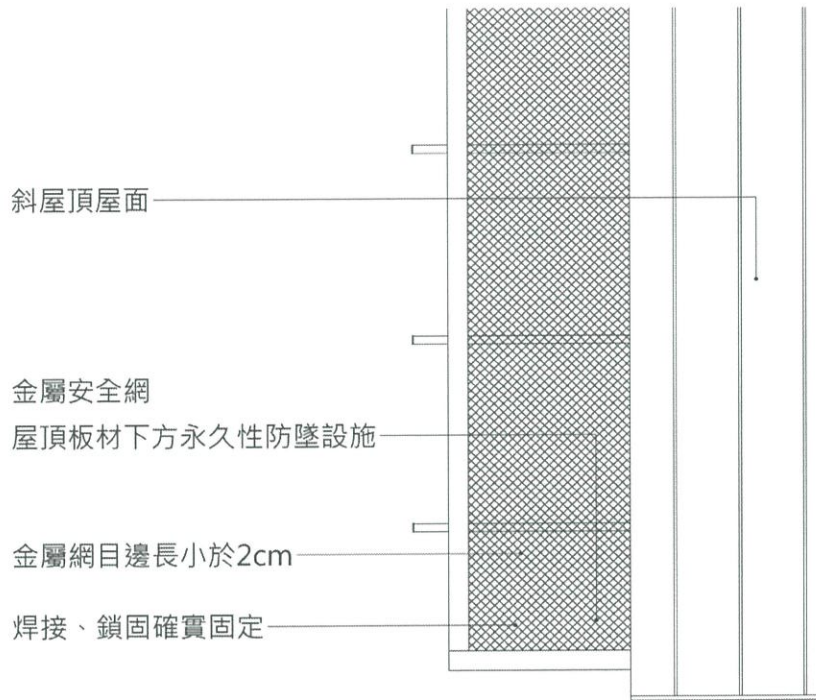 斜屋頂屋面
金屬安全網
屋頂板材下方永久性防墜設施
金屬網目邊長小於2cm
焊接、鎖固確實固定